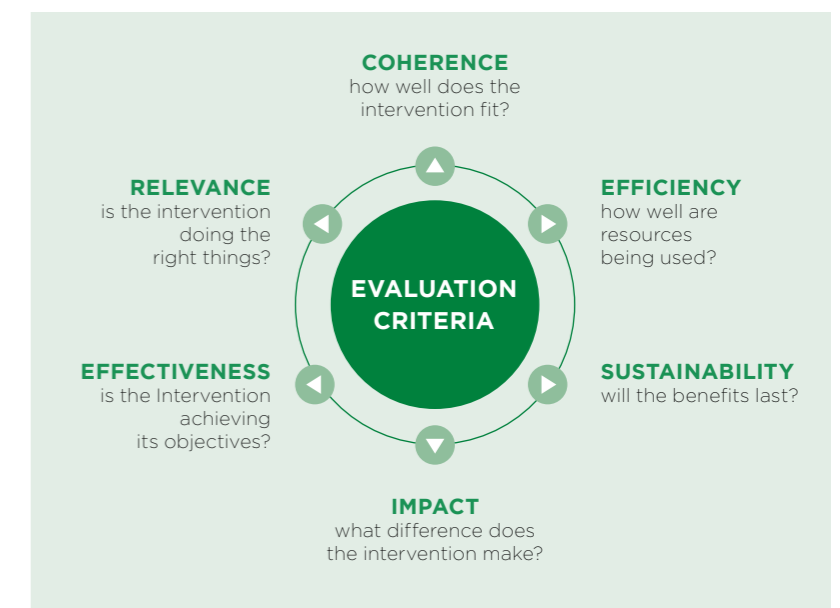 COHERENCE
how well does the
intervention fit?
RELEVANCE
is the intervention
doing the
right things?
EFFICIENCY
how well are
resources
being used?
EVALUATION
CRITERIA
EFFECTIVENESS
is the Intervention
achieving
its objectives?
SUSTAINABILITY
will the benefits last?
IMPACT
what difference does
the intervention make?